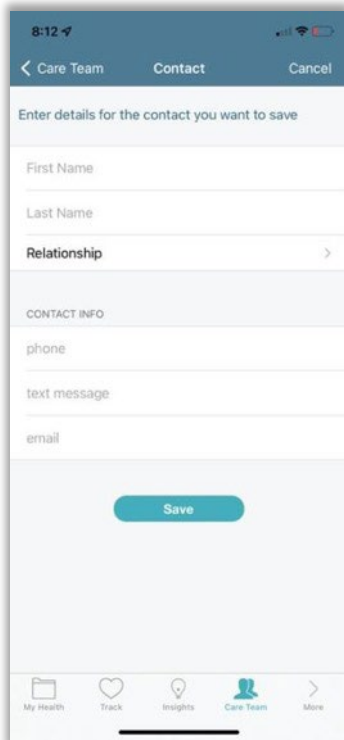 8:12
Care Team Contact Cancel
Enter details for the contact you want to save
First Name
Last Name
Relationship
CONTACT INFO
phone
text message
email
Save
My Health Track Insights Care Team More